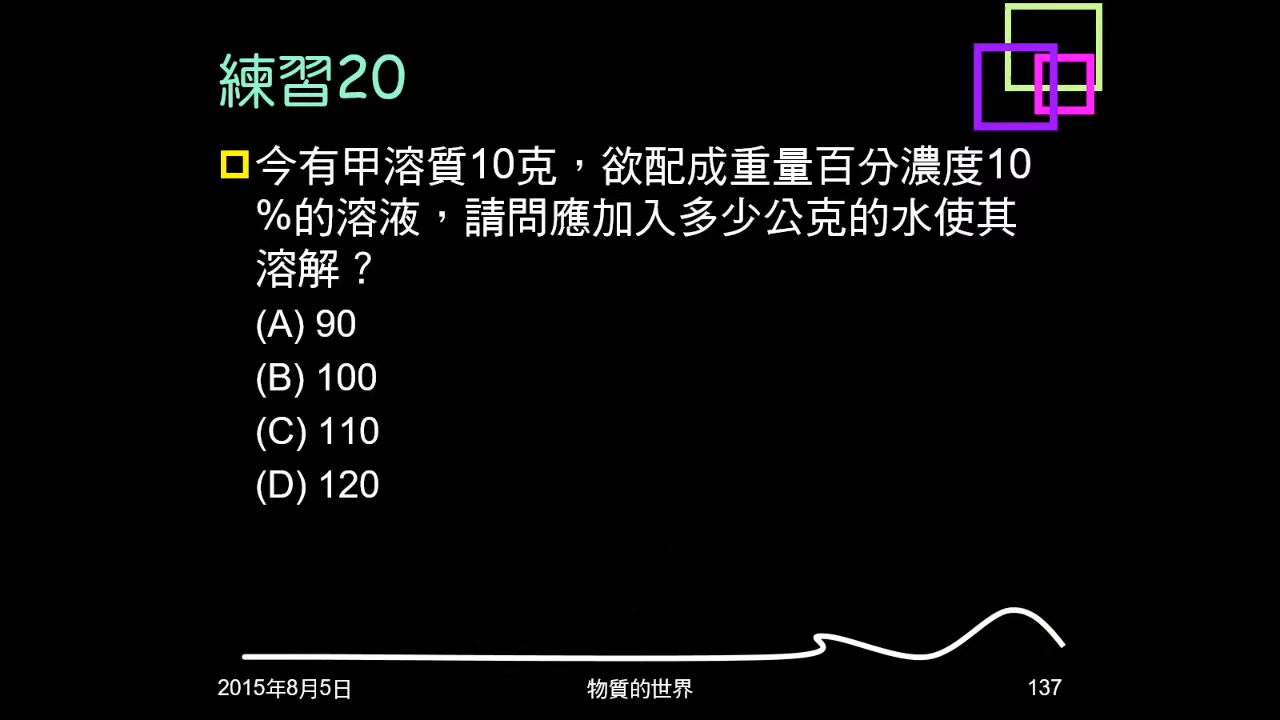 練習20
今有甲溶質10克，欲配成重量百分濃度10
%的溶液，請問應加入多少公克的水使其
溶解？
(A) 90
(B) 100
(C) 110
(D) 120
2015年8月5日
物質的世界
137